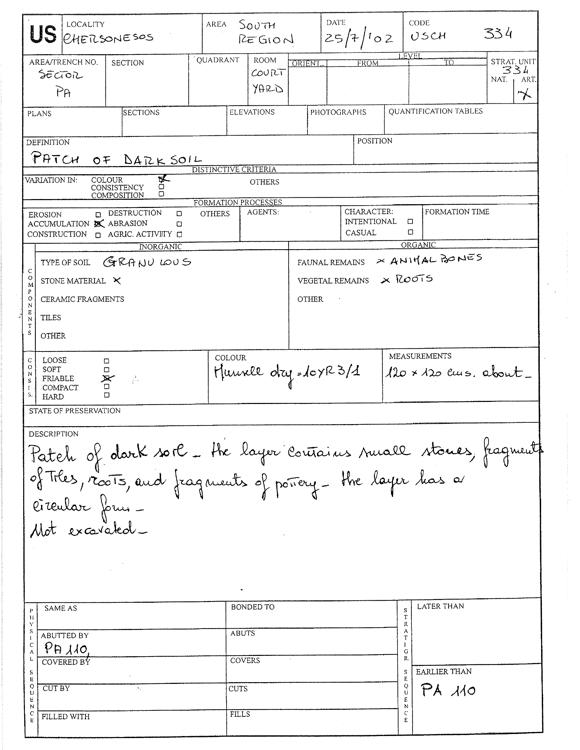 US LOCALITY CHERSONESOS AREA SOUTH REGION DATE 25/7/'02 CODE USCH 334
AREA/TRENCH NO. SECTOR PA SECTION QUADRANT ROOM COURT YARD LEVEL ORIENT. FROM TO STRAT. UNIT 334 NAT. ART. X
PLANS SECTIONS ELEVATIONS PHOTOGRAPHS QUANTIFICATION TABLES
DEFINITION POSITION
PATCH OF DARK SOIL
DISTINCTIVE CRITERIA
VARIATION IN: COLOUR OTHERS
CONSISTENCY
COMPOSITION
FORMATION PROCESSES
EROSION DESTRUCTION OTHERS AGENTS: CHARACTER: FORMATION TIME
ACCUMULATION ABRASION INTENTIONAL
CONSTRUCTION AGRIC. ACTIVITY CASUAL
INORGANIC ORGANIC
COMPONENTS
TYPE OF SOIL GRANULOUS FAUNAL REMAINS x ANIMAL BONES
STONE MATERIAL x VEGETAL REMAINS x ROOTS
CERAMIC FRAGMENTS OTHER
TILES
OTHER
CONSIS.
LOOSE COLOUR MEASUREMENTS
SOFT
FRIABLE Munsell dry=10YR3/1 120 x 120 cms. about_
COMPACT
HARD
STATE OF PRESERVATION
DESCRIPTION
Patch of dark soil_ the layer contains small stones, fragments
of tiles, roots, and fragments of pottery_ the layer has a
circular form_
Not excavated_
PHYSICAL SEQUENCE
SAME AS BONDED TO
ABUTTED BY PA 110, ABUTS
COVERED BY COVERS
CUT BY CUTS
FILLED WITH FILLS
STRATIGR. SEQUENCE
LATER THAN
EARLIER THAN
PA 110